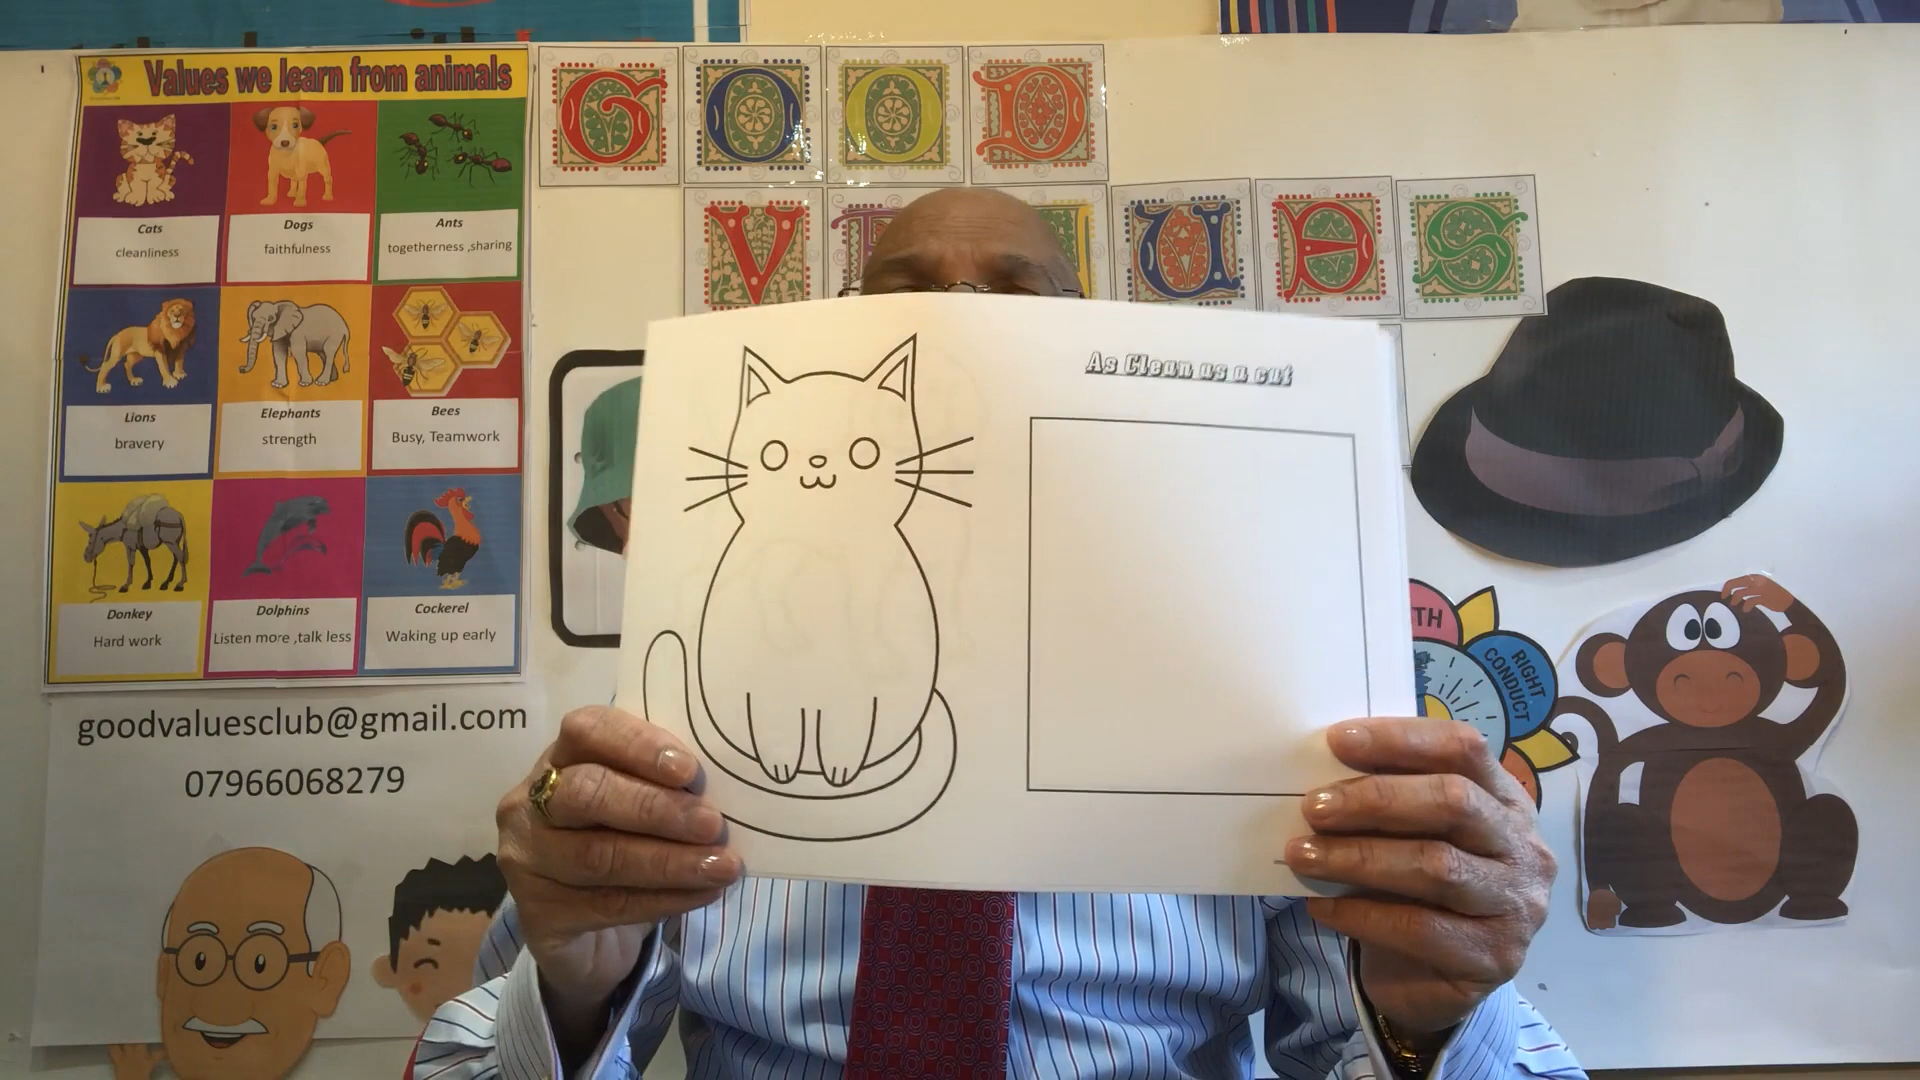 Values we learn from animals
Cats
cleanliness
Dogs
faithfulness
Ants
togetherness ,sharing
Lions
bravery
Elephants
strength
Bees
Busy, Teamwork
Donkey
Hard work
Dolphins
Listen more ,talk less
Cockerel
Waking up early
goodvaluesclub@gmail.com
07966068279
GOOD
V UES
As Clean as a cat
TH
RIGHT
CONDUCT